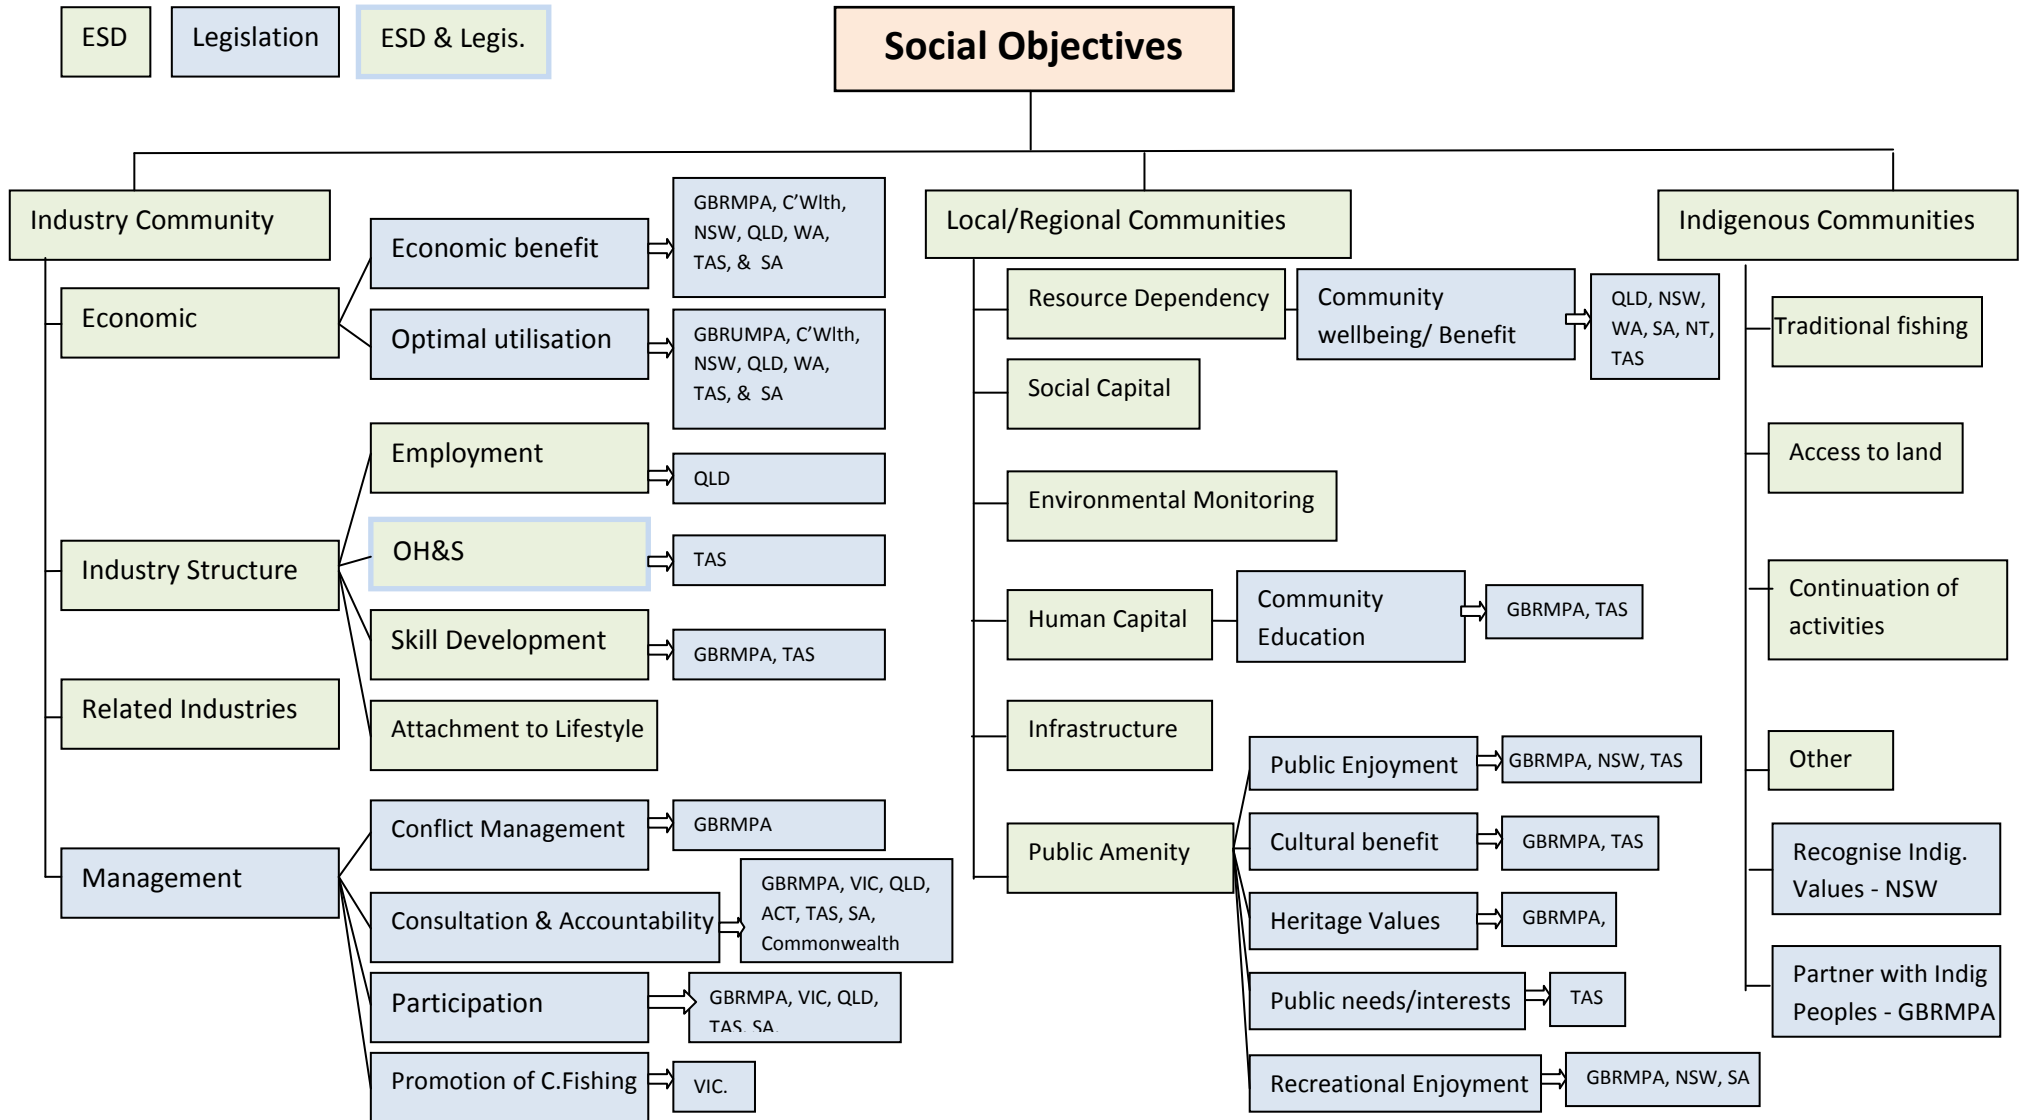 ESD
Legislation
ESD & Legis.
Social Objectives
Industry Community
Economic
Economic benefit
GBRMPA, C'Wlth,
NSW, QLD, WA,
TAS, & SA
Optimal utilisation
GBRUMPA, C'Wlth,
NSW, QLD, WA,
TAS, & SA
Industry Structure
Employment
QLD
OH&S
TAS
Skill Development
GBRMPA, TAS
Attachment to Lifestyle
Related Industries
Management
Conflict Management
GBRMPA
Consultation & Accountability
GBRMPA, VIC, QLD,
ACT, TAS, SA,
Commonwealth
Participation
GBRMPA, VIC, QLD,
TAS, SA.
Promotion of C.Fishing
VIC.
Local/Regional Communities
Resource Dependency
Community
wellbeing/ Benefit
QLD, NSW,
WA, SA, NT,
TAS
Social Capital
Environmental Monitoring
Human Capital
Community
Education
GBRMPA, TAS
Infrastructure
Public Amenity
Public Enjoyment
GBRMPA, NSW, TAS
Cultural benefit
GBRMPA, TAS
Heritage Values
GBRMPA,
Public needs/interests
TAS
Recreational Enjoyment
GBRMPA, NSW, SA
Indigenous Communities
Traditional fishing
Access to land
Continuation of
activities
Other
Recognise Indig.
Values - NSW
Partner with Indig
Peoples - GBRMPA